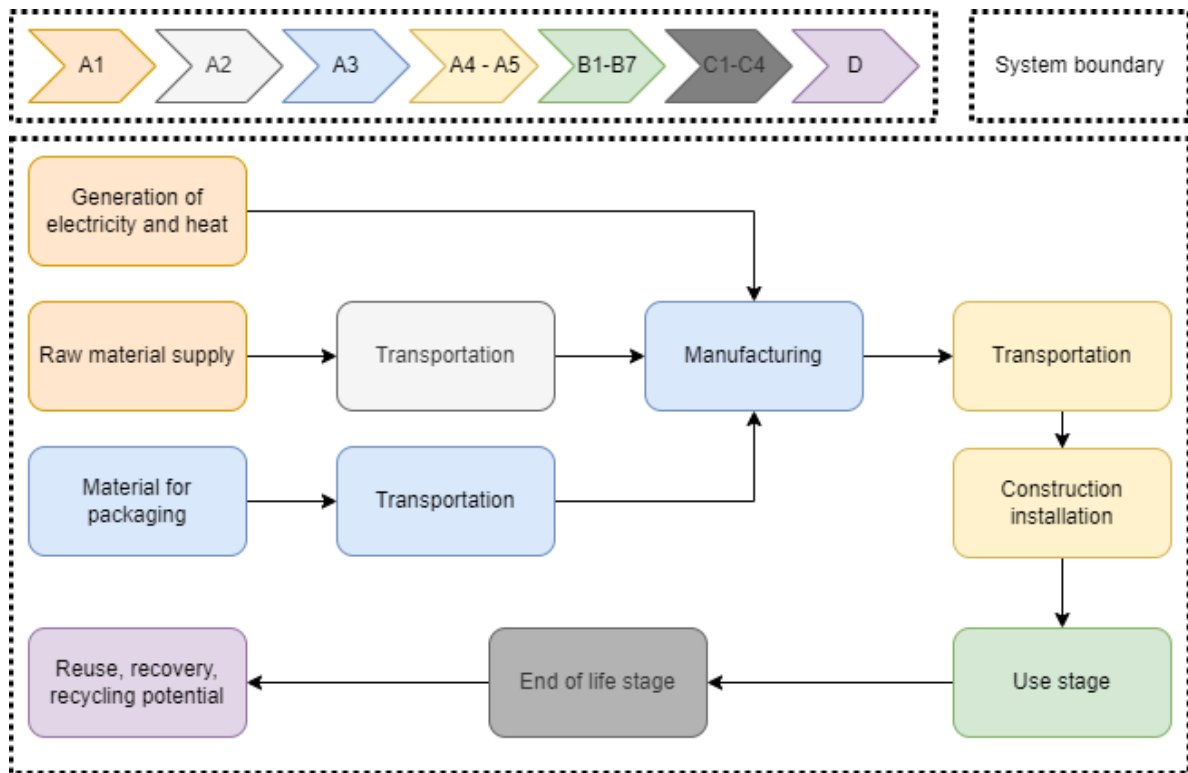 A1
A2
A3
A4 - A5
B1-B7
C1-C4
D
System boundary
Generation of
electricity and heat
Raw material supply
Transportation
Manufacturing
Transportation
Material for
packaging
Transportation
Construction
installation
Reuse, recovery,
recycling potential
End of life stage
Use stage